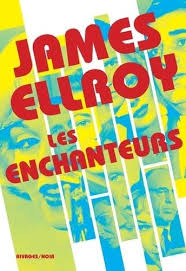 JAMES
ELLROY
LES
ENCHANTEURS
RIVAGES/NOIR